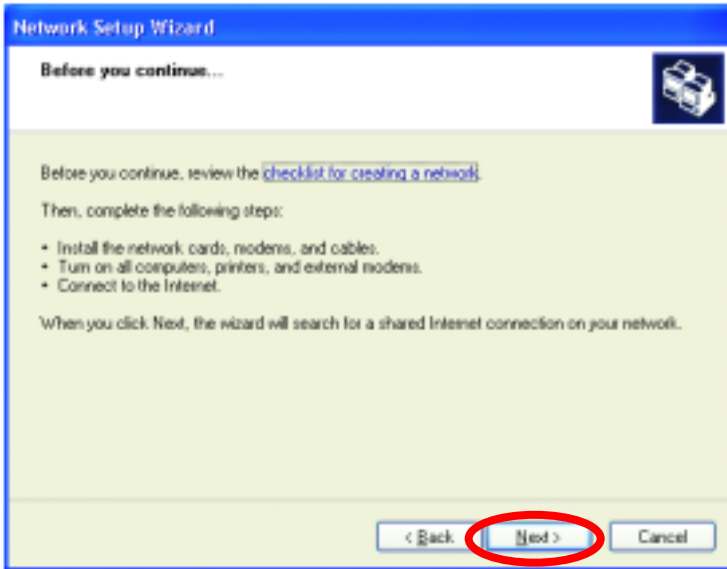 Network Setup Wizard
Before you continue...
Before you continue, review the checklist for creating a network.
Then, complete the following steps:
• Install the network cards, modems, and cables.
• Turn on all computers, printers, and external modems.
• Connect to the Internet.
When you click Next, the wizard will search for a shared Internet connection on your network.
< Back Next > Cancel